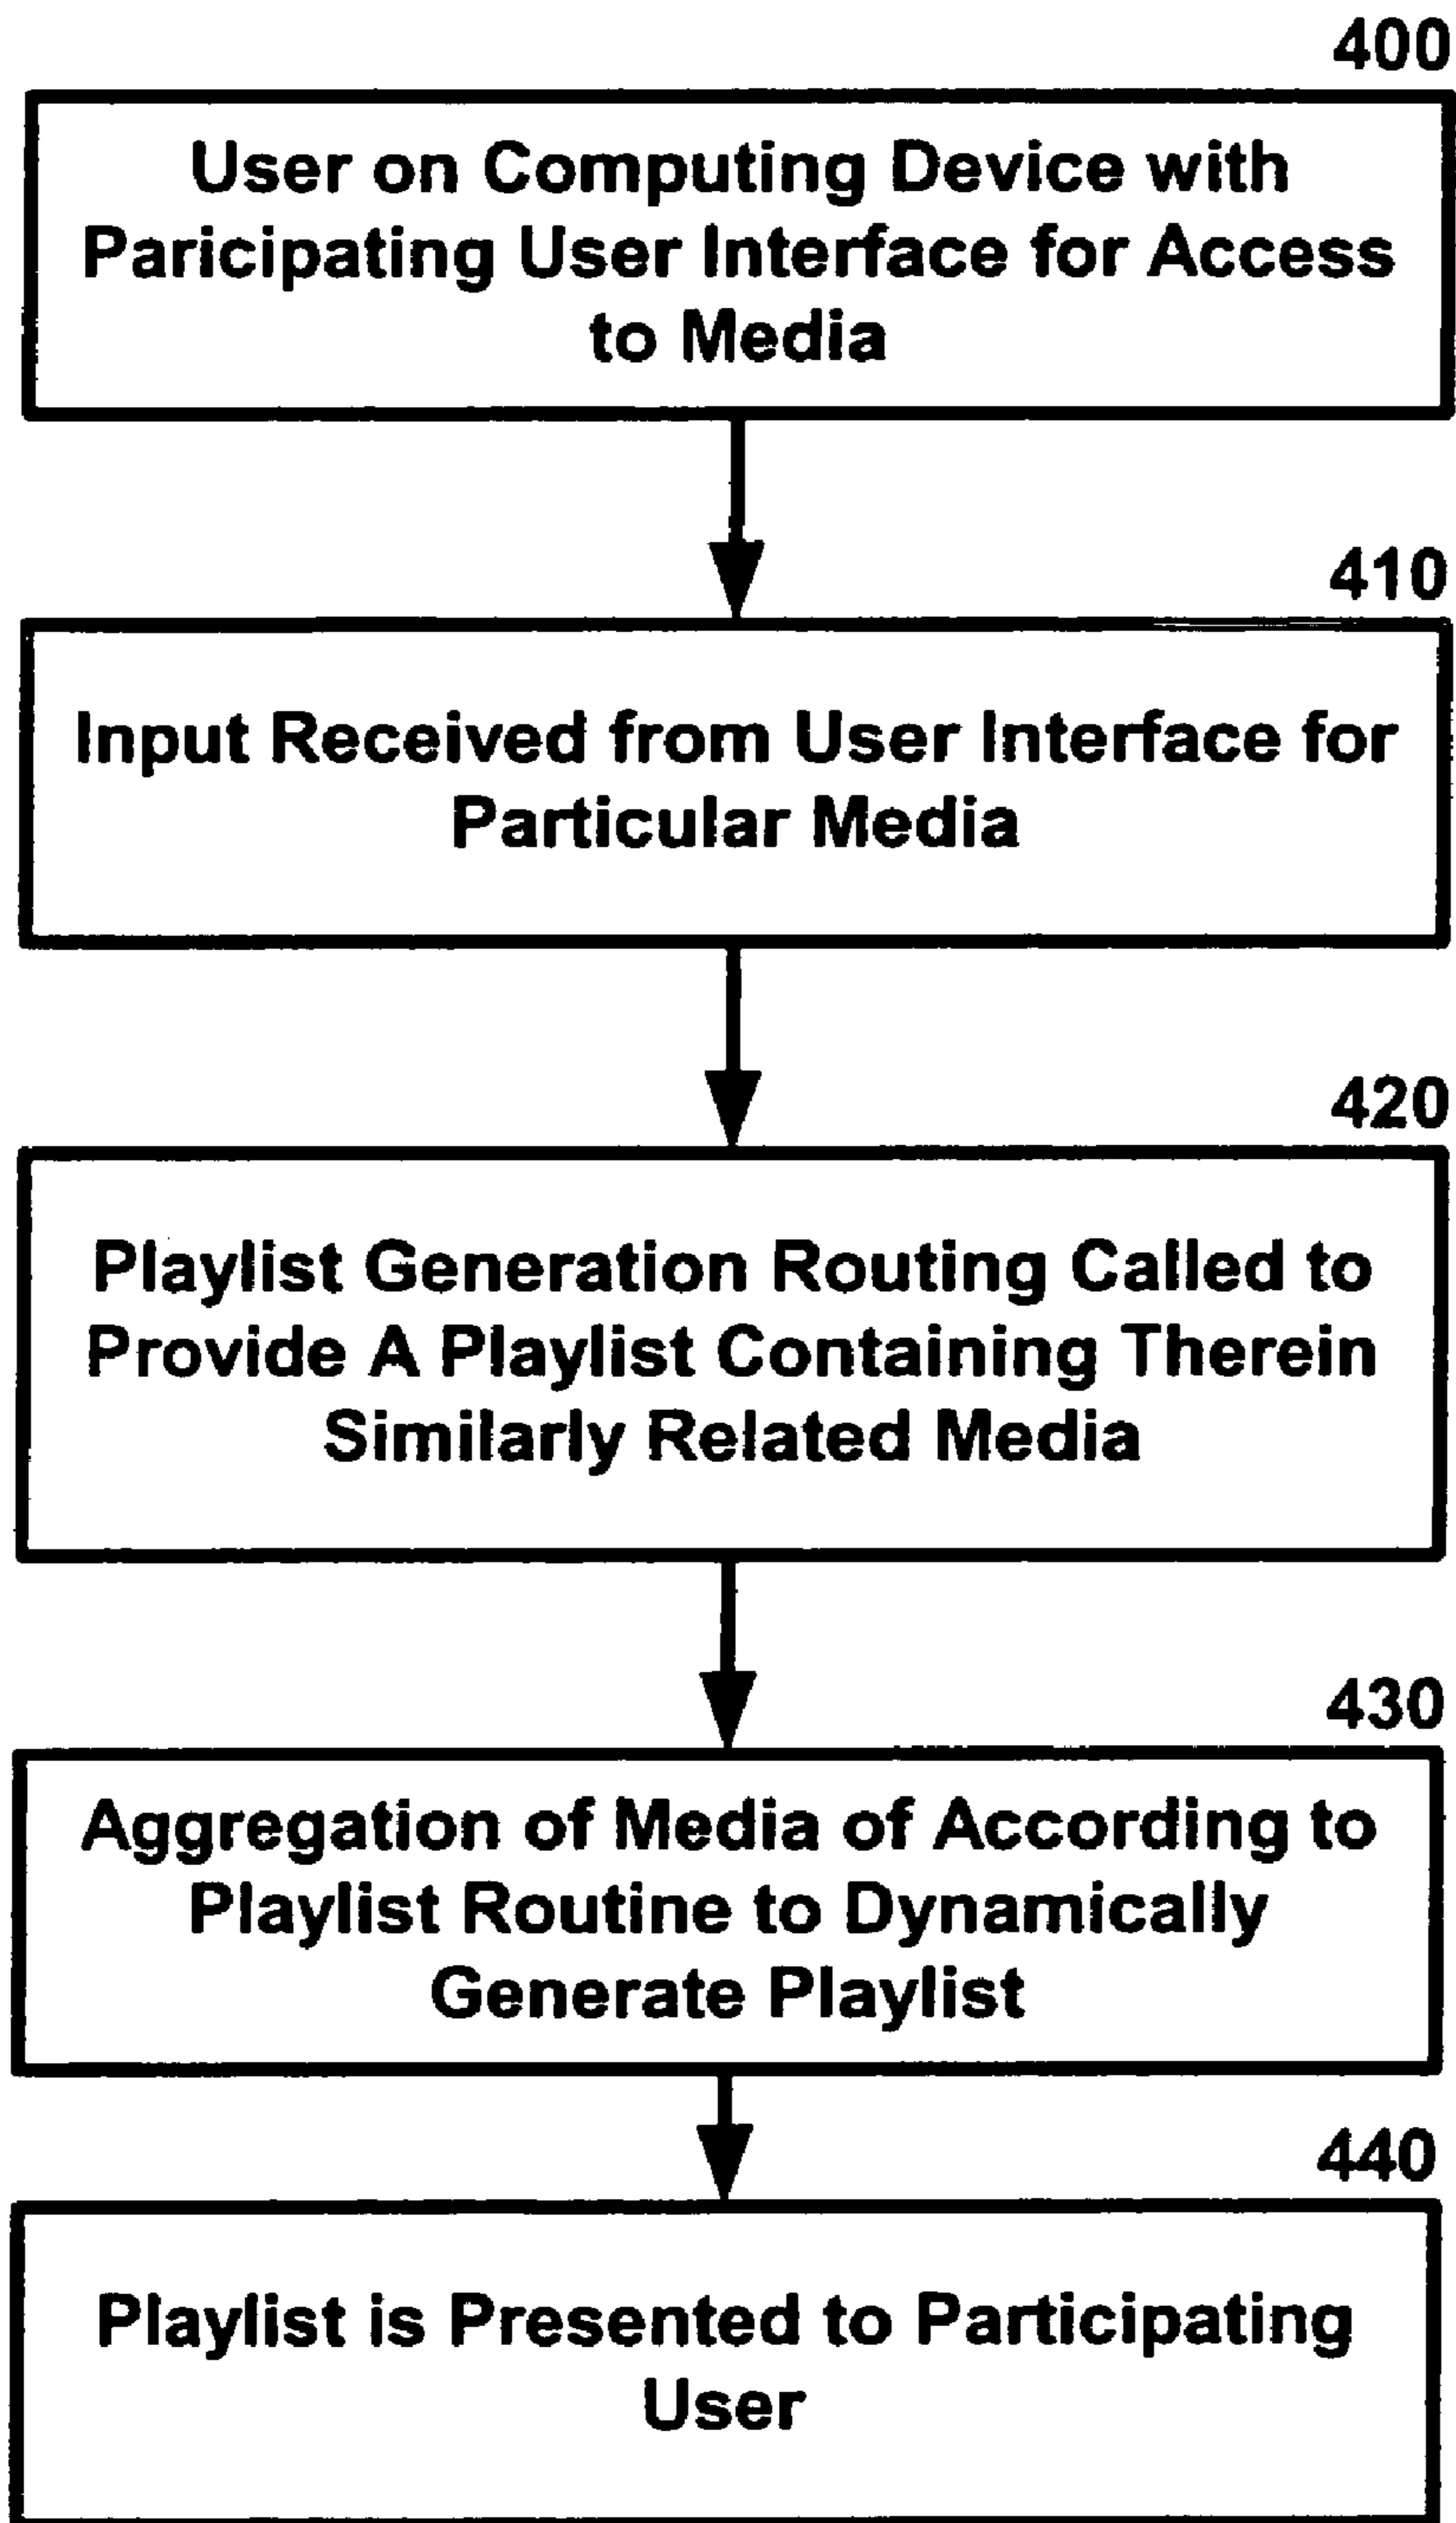 400
User on Computing Device with
Paricipating User Interface for Access
to Media
410
Input Received from User Interface for
Particular Media
420
Playlist Generation Routing Called to
Provide A Playlist Containing Therein
Similarly Related Media
430
Aggregation of Media of According to
Playlist Routine to Dynamically
Generate Playlist
440
Playlist is Presented to Participating
User